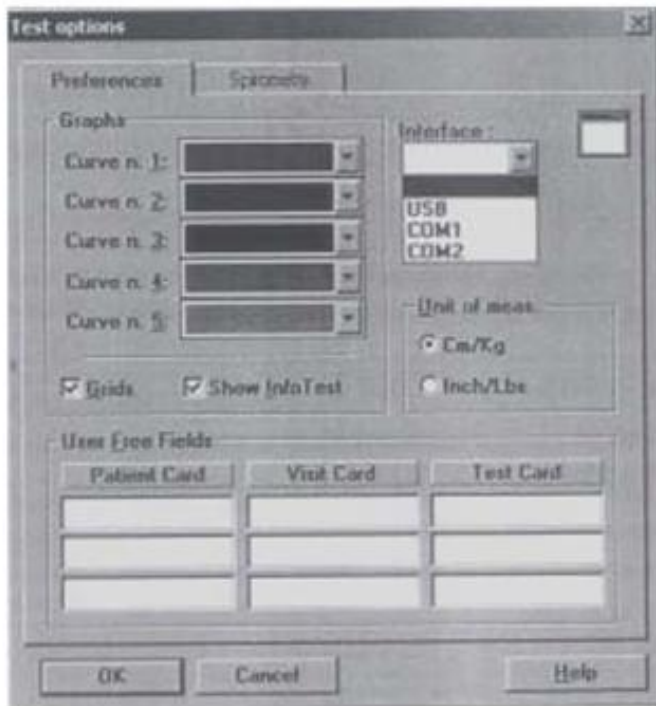 Test options
Preferences
Spirometry
Graphs
Curve n. 1:
Curve n. 2:
Curve n. 3:
Curve n. 4:
Curve n. 5:
Grids
Show InfoTest
Interface :
USB
COM1
COM2
Unit of meas.
Cm/Kg
Inch/Lbs
User Free Fields
Patient Card
Visit Card
Test Card
OK
Cancel
Help